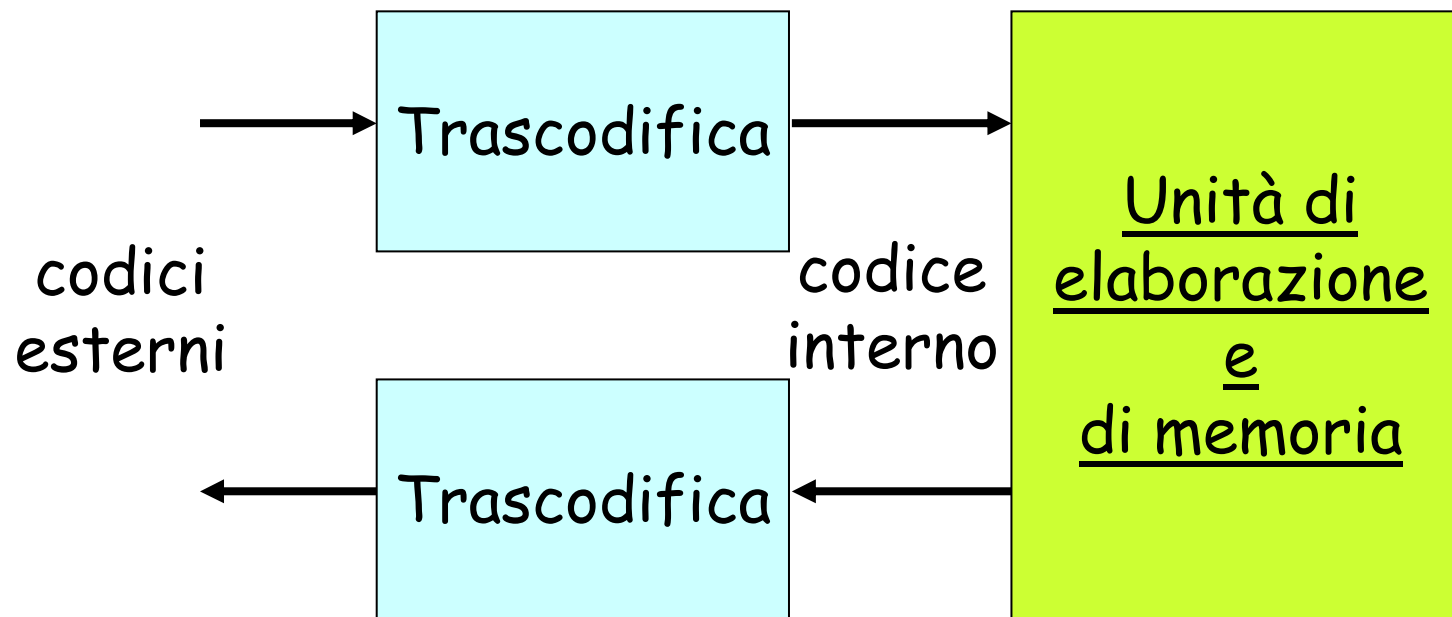 Trascodifica
codici
esterni
codice
interno
Unità di
elaborazione
e
di memoria
Trascodifica